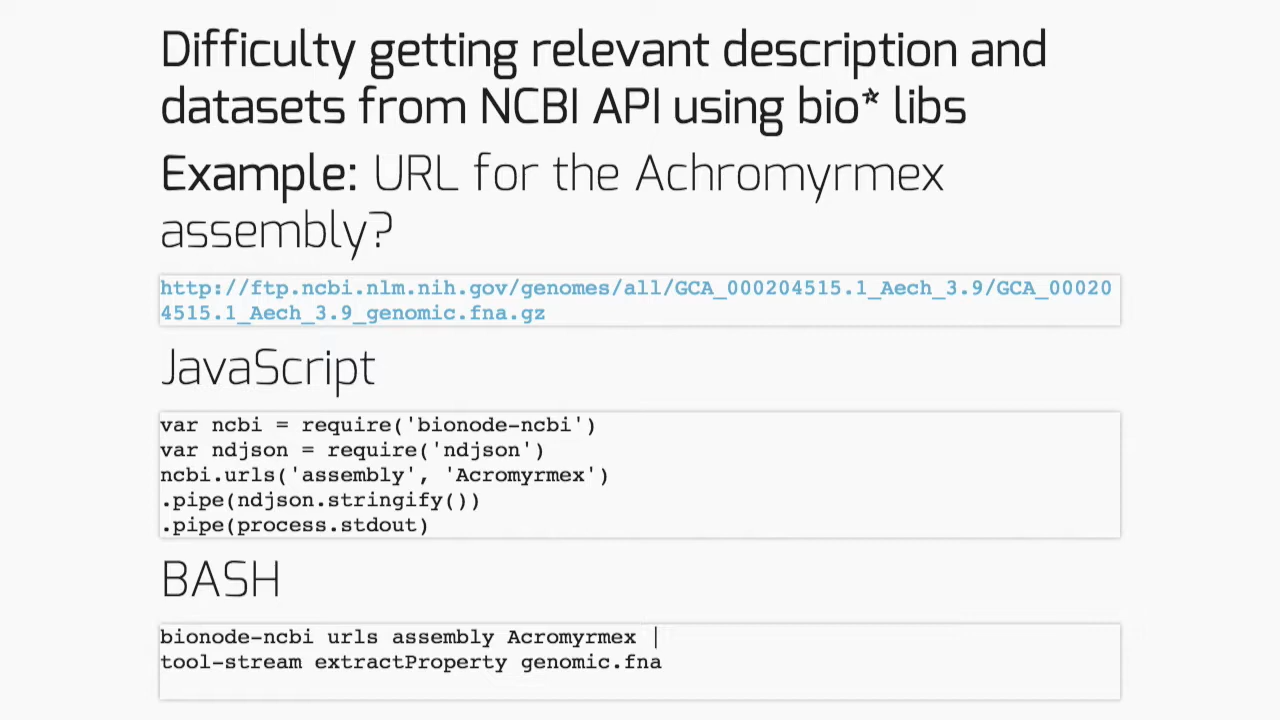 Difficulty getting relevant description and
datasets from NCBI API using bio* libs
Example: URL for the Achromyrmex
assembly?
http://ftp.ncbi.nlm.nih.gov/genomes/all/GCA_000204515.1_Aech_3.9/GCA_00020
4515.1_Aech_3.9_genomic.fna.gz
JavaScript
var ncbi = require('bionode-ncbi')
var ndjson = require('ndjson')
ncbi.urls('assembly', 'Acromyrmex')
.pipe(ndjson.stringify())
.pipe(process.stdout)
BASH
bionode-ncbi urls assembly Acromyrmex |
tool-stream extractProperty genomic.fna